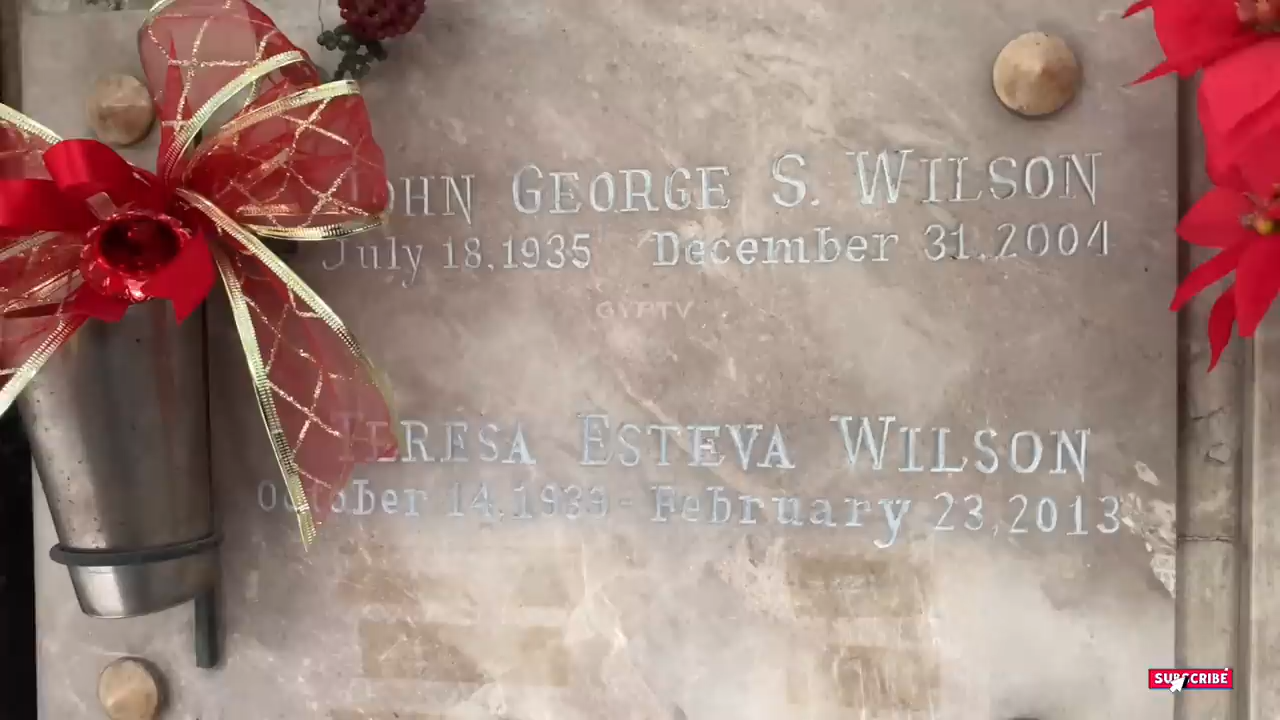 JOHN GEORGE S. WILSON
July 18,1935 December 31,2004
GYPTV
TERESA ESTEVA WILSON
October 14,1939 - February 23,2013
SUBSCRIBE